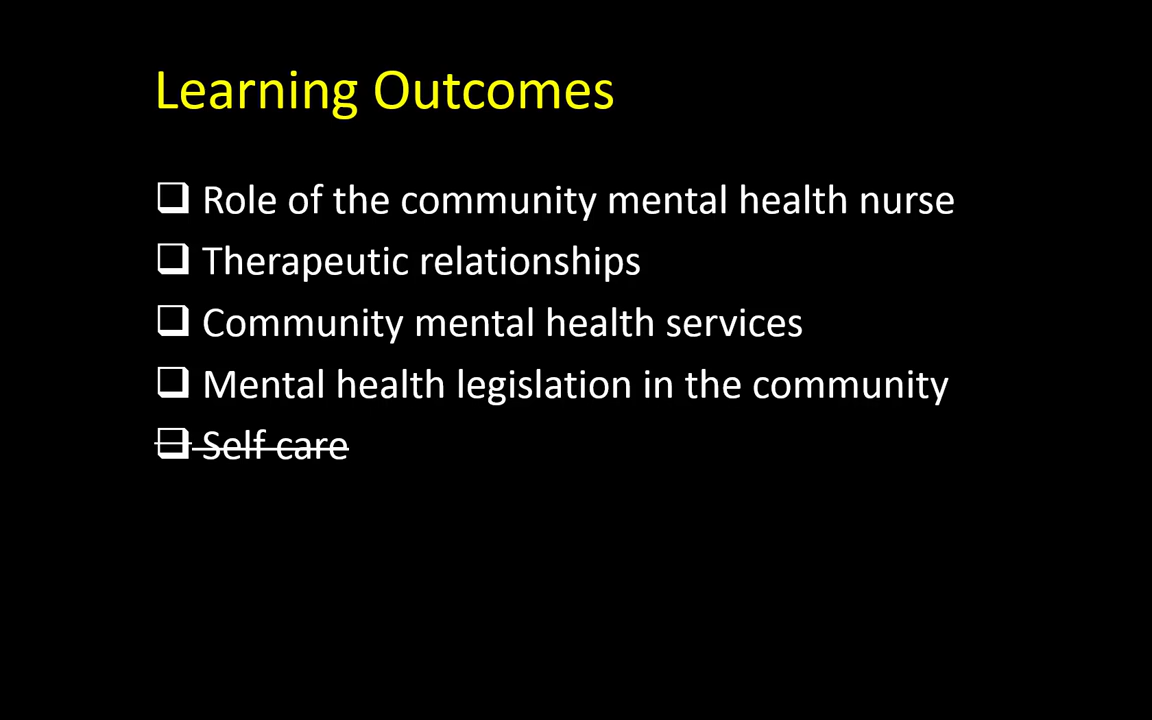 Learning Outcomes
❑ Role of the community mental health nurse
❑ Therapeutic relationships
❑ Community mental health services
❑ Mental health legislation in the community
❑ Self care